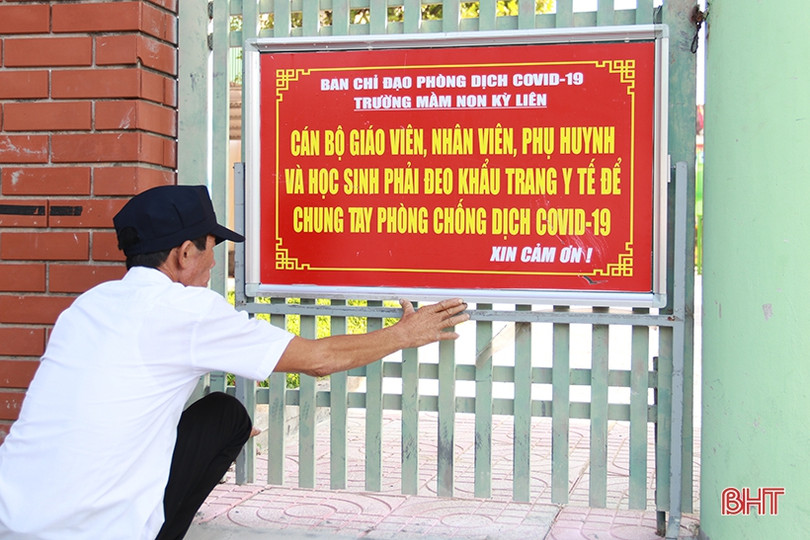 BAN CHỈ ĐẠO PHÒNG DỊCH COVID-19
TRƯỜNG MẦM NON KỲ LIÊN
CÁN BỘ GIÁO VIÊN, NHÂN VIÊN, PHỤ HUYNH
VÀ HỌC SINH PHẢI ĐEO KHẨU TRANG Y TẾ ĐỂ
CHUNG TAY PHÒNG CHỐNG DỊCH COVID-19
XIN CẢM ƠN !
BHT